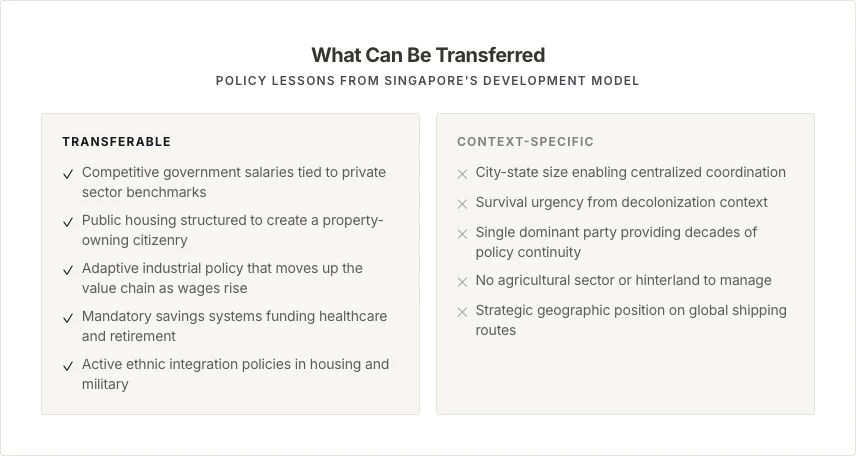 What Can Be Transferred
POLICY LESSONS FROM SINGAPORE'S DEVELOPMENT MODEL
TRANSFERABLE
Competitive government salaries tied to private
sector benchmarks
Public housing structured to create a property-
owning citizenry
Adaptive industrial policy that moves up the
value chain as wages rise
Mandatory savings systems funding healthcare
and retirement
Active ethnic integration policies in housing and
military
CONTEXT-SPECIFIC
City-state size enabling centralized coordination
Survival urgency from decolonization context
Single dominant party providing decades of
policy continuity
No agricultural sector or hinterland to manage
Strategic geographic position on global shipping
routes